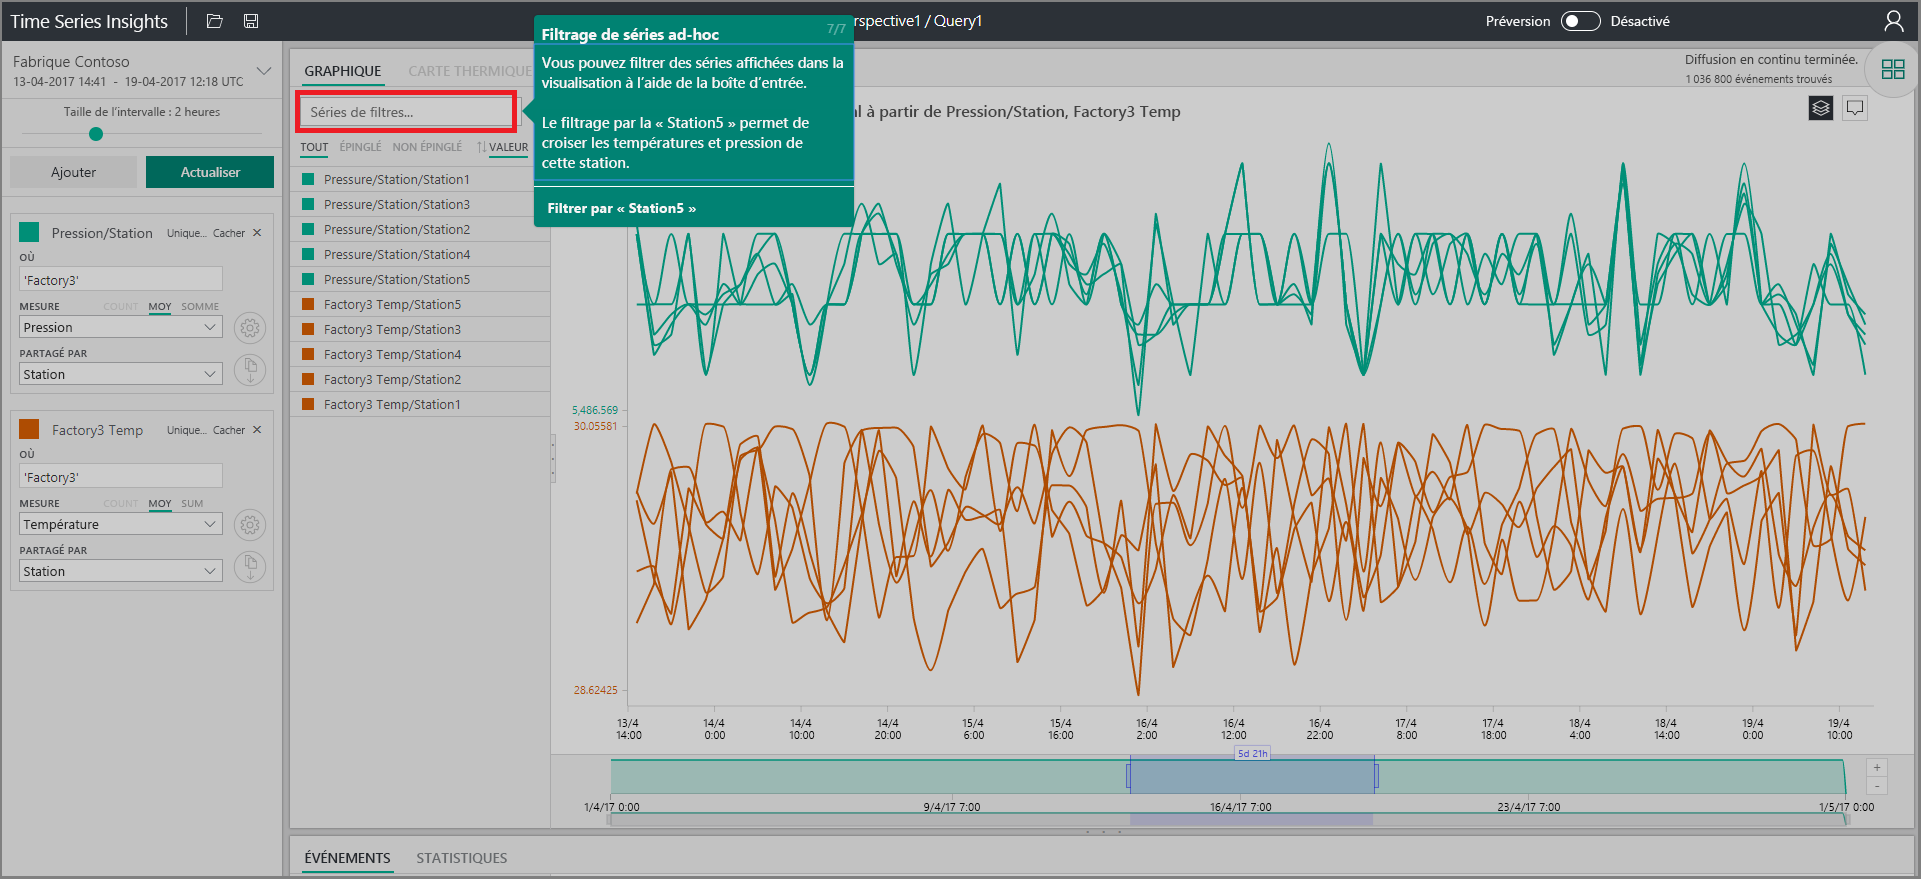 Time Series Insights
rspective1 / Query1
Préversion
Désactivé
Fabrique Contoso
13-04-2017 14:41 - 19-04-2017 12:18 UTC
Taille de l'intervalle : 2 heures
Ajouter
Actualiser
Pression/Station
Unique...
Cacher
OÙ
'Factory3'
MESURE
COUNT
MOY
SOMME
Pression
PARTAGÉ PAR
Station
Factory3 Temp
Unique...
Cacher
OÙ
'Factory3'
MESURE
COUNT
MOY
SUM
Température
PARTAGÉ PAR
Station
GRAPHIQUE
CARTE THERMIQUE
Séries de filtres...
TOUT
ÉPINGLÉ
NON ÉPINGLÉ
VALEUR
Pressure/Station/Station1
Pressure/Station/Station3
Pressure/Station/Station2
Pressure/Station/Station4
Pressure/Station/Station5
Factory3 Temp/Station5
Factory3 Temp/Station3
Factory3 Temp/Station4
Factory3 Temp/Station2
Factory3 Temp/Station1
Filtrage de séries ad-hoc
7/7
Vous pouvez filtrer des séries affichées dans la
visualisation à l'aide de la boîte d'entrée.
Le filtrage par la « Station5 » permet de
croiser les températures et pression de
cette station.
Filtrer par « Station5 »
Diffusion en continu terminée.
1 036 800 événements trouvés
al à partir de Pression/Station, Factory3 Temp
5,486.569
30.05581
28.62425
13/4 14:00
14/4 0:00
14/4 10:00
14/4 20:00
15/4 6:00
15/4 16:00
16/4 2:00
16/4 12:00
16/4 22:00
17/4 8:00
17/4 18:00
18/4 4:00
18/4 14:00
19/4 0:00
19/4 10:00
5d 21h
+
-
1/4/17 0:00
9/4/17 7:00
16/4/17 7:00
23/4/17 7:00
1/5/17 0:00
ÉVÉNEMENTS
STATISTIQUES